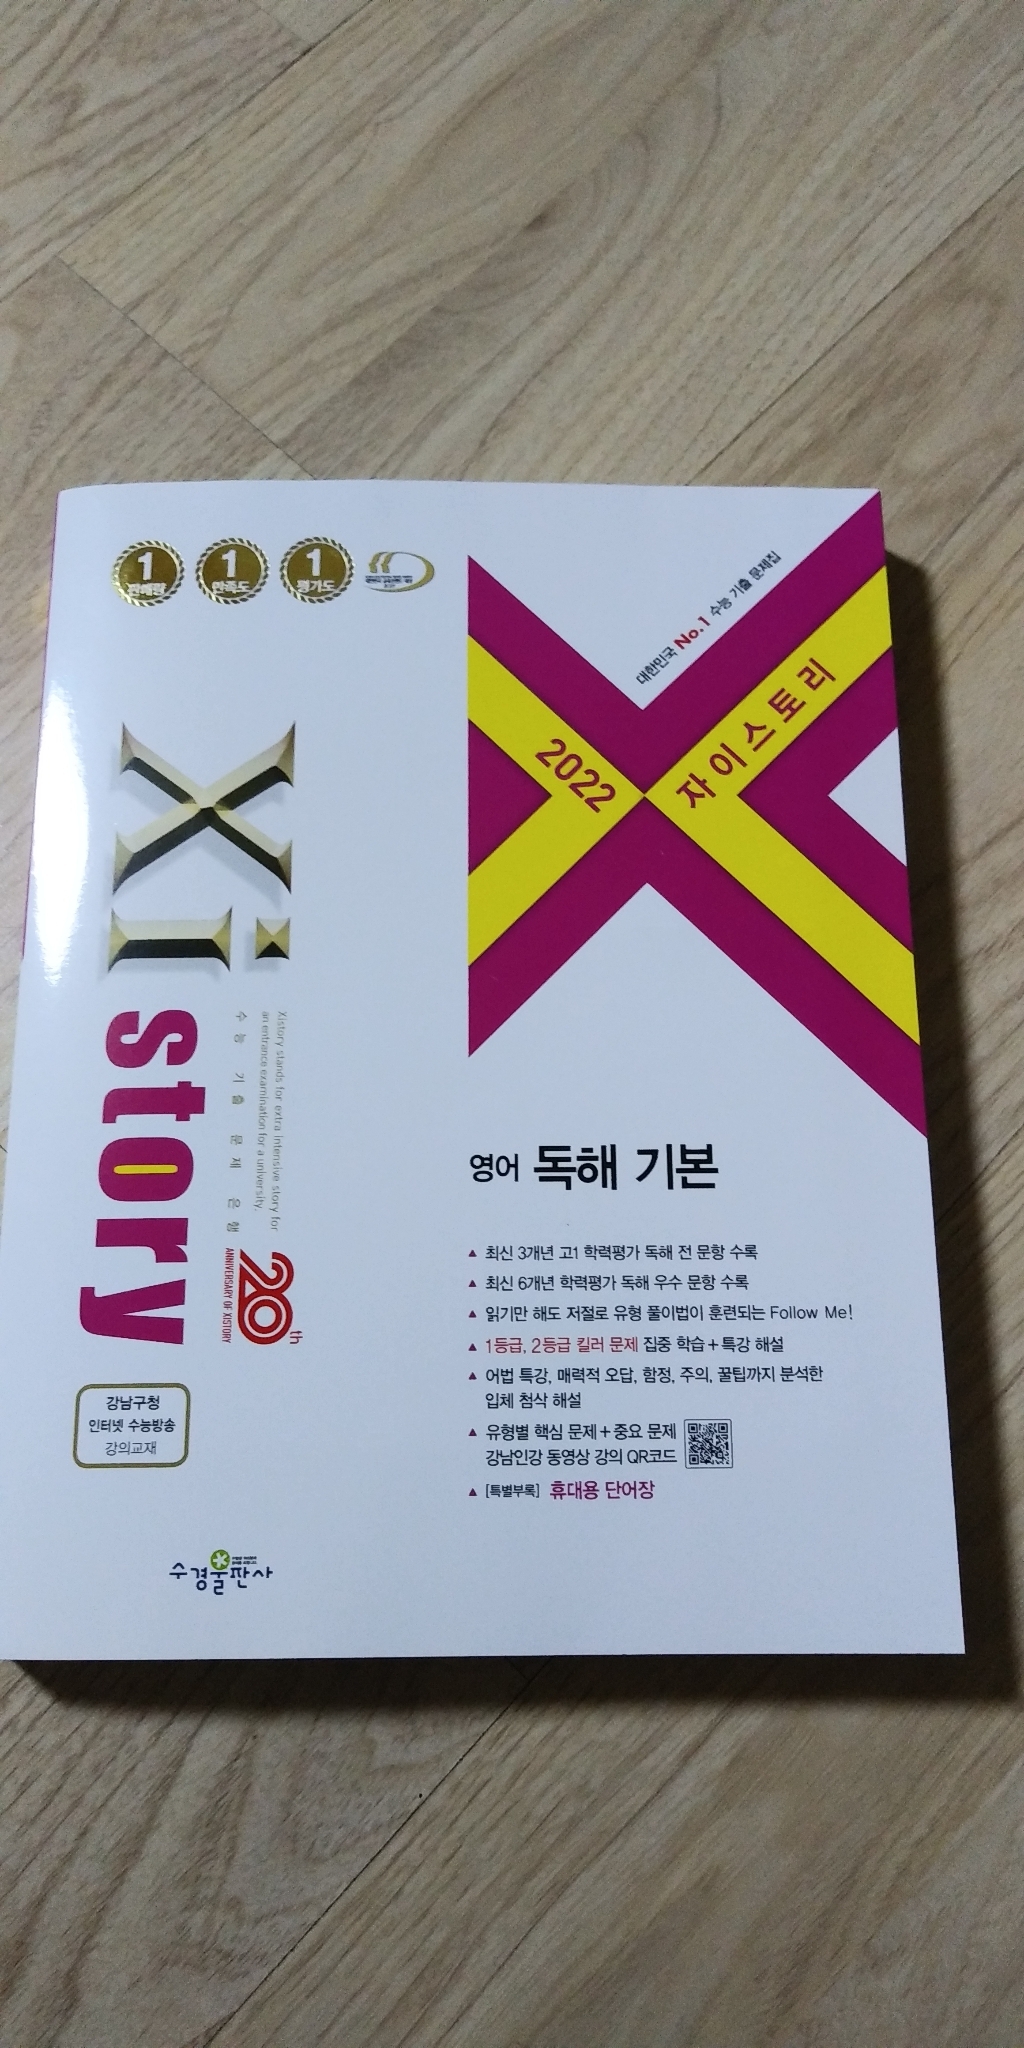 1
판매량
1
만족도
1
평가도
대한민국 No.1 수능 기출 문제집
2022 자이스토리
Xi story
Xistory stands for extra intensive story for
an entrance examination for a university.
수능 기출 문제 은행
20th
ANNIVERSARY OF XISTORY
영어 독해 기본
▲ 최신 3개년 고1 학력평가 독해 전 문항 수록
▲ 최신 6개년 학력평가 독해 우수 문항 수록
▲ 읽기만 해도 저절로 유형 풀이법이 훈련되는 Follow Me!
▲ 1등급, 2등급 킬러 문제 집중 학습+특강 해설
▲ 어법 특강, 매력적 오답, 함정, 주의, 꿀팁까지 분석한
입체 첨삭 해설
▲ 유형별 핵심 문제+중요 문제
강남인강 동영상 강의 QR코드
▲ [특별부록] 휴대용 단어장
강남구청
인터넷 수능방송
강의교재
수경출판사